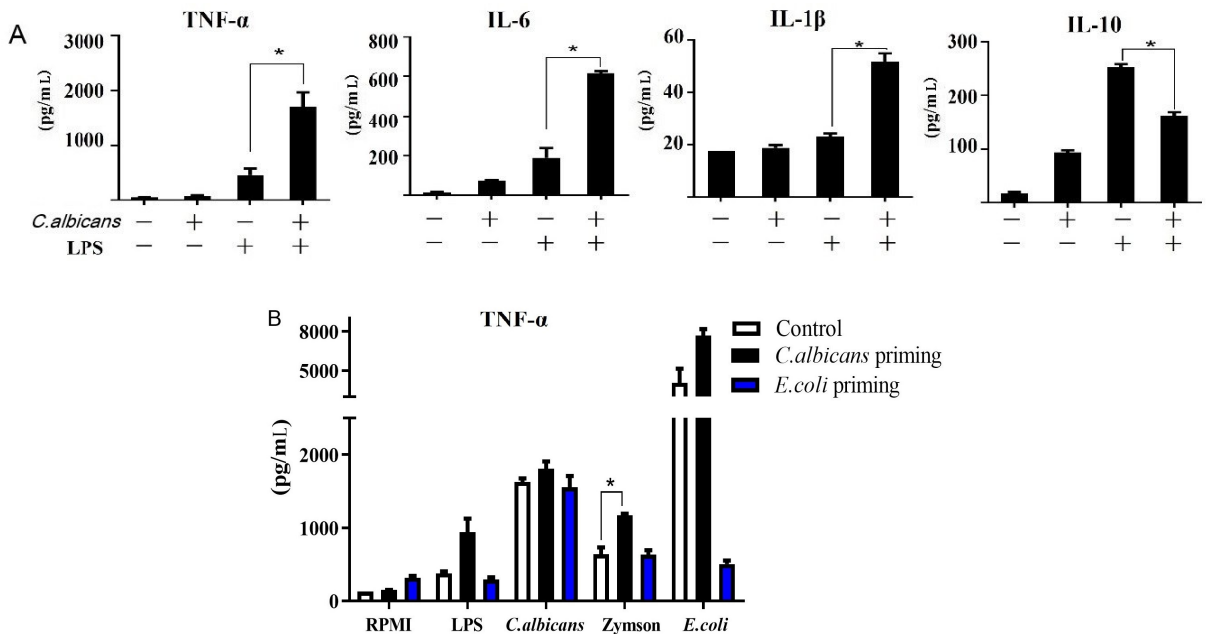 A
TNF-α
IL-6
IL-1β
IL-10
(pg/mL)
3000
2000
1000
*
(pg/mL)
800
600
400
200
*
(pg/mL)
60
40
20
*
(pg/mL)
300
200
100
*
C.albicans − + − + − + − + − + − + − + − +
LPS − − + + − − + + − − + + − − + +
B
TNF-α
(pg/mL)
8000
5000
2000
1000
0
*
Control
C.albicans priming
E.coli priming
RPMI LPS C.albicans Zymson E.coli